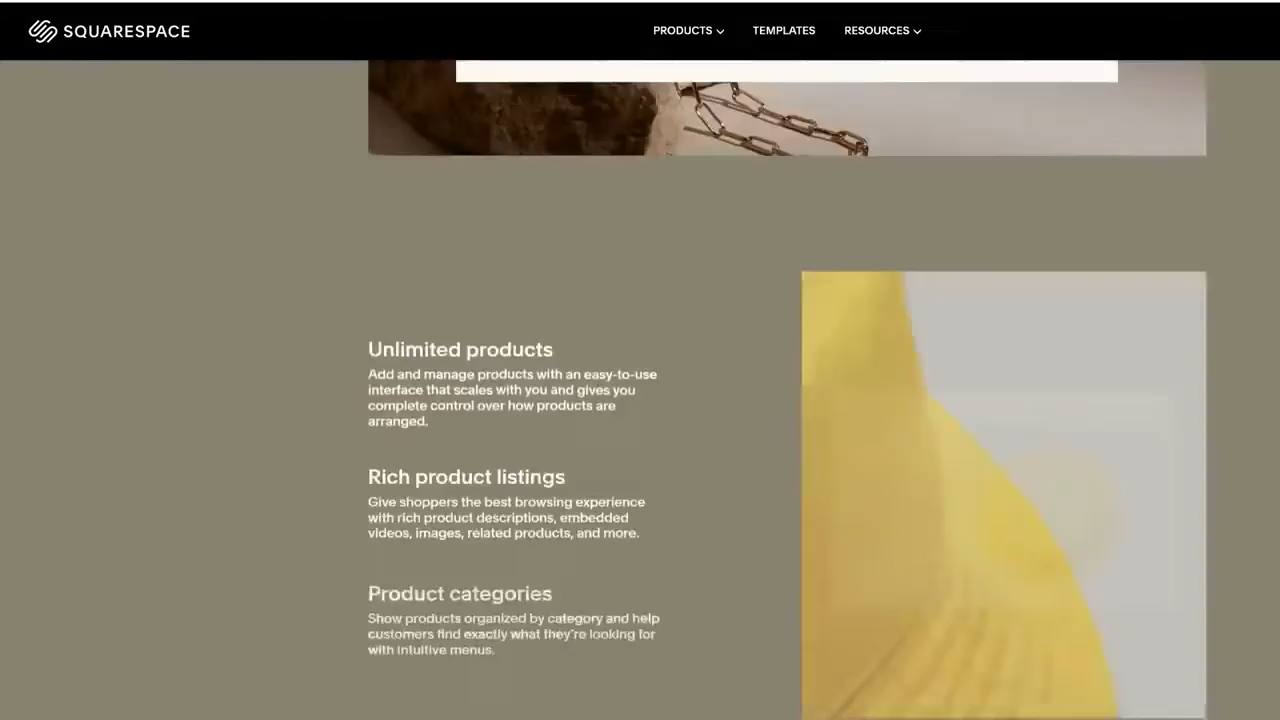 SQUARESPACE
PRODUCTS
TEMPLATES
RESOURCES
Unlimited products
Add and manage products with an easy-to-use
interface that scales with you and gives you
complete control over how products are
arranged.
Rich product listings
Give shoppers the best browsing experience
with rich product descriptions, embedded
videos, images, related products, and more.
Product categories
Show products organized by category and help
customers find exactly what they're looking for
with intuitive menus.